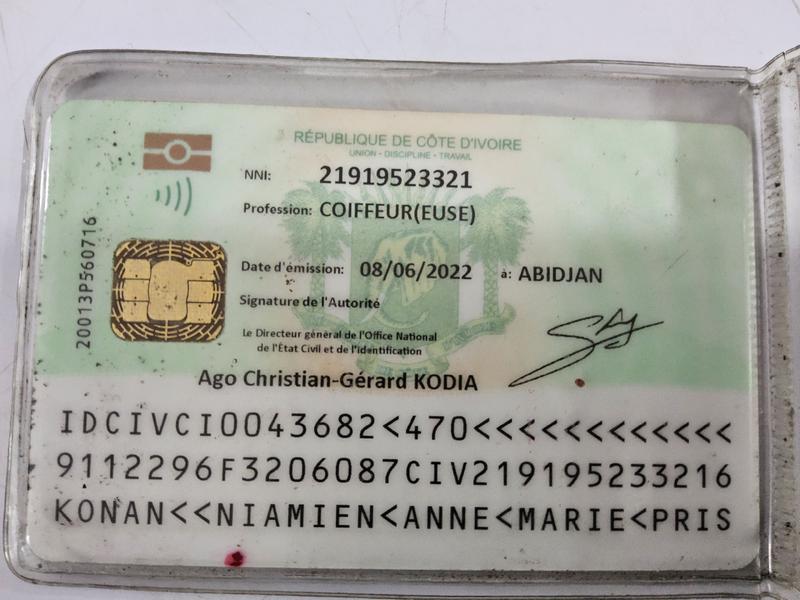 RÉPUBLIQUE DE CÔTE D'IVOIRE
UNION - DISCIPLINE - TRAVAIL
NNI: 21919523321
Profession: COIFFEUR(EUSE)
Date d'émission: 08/06/2022 à: ABIDJAN
Signature de l'Autorité
Le Directeur général de l'Office National
de l'État Civil et de l'identification
Ago Christian-Gérard KODIA
20013P560716
IDCIVCI0043682<470<<<<<<<<<<<<
9112296F3206087CIV219195233216
KONAN<<NIAMIEN<ANNE<MARIE<PRIS